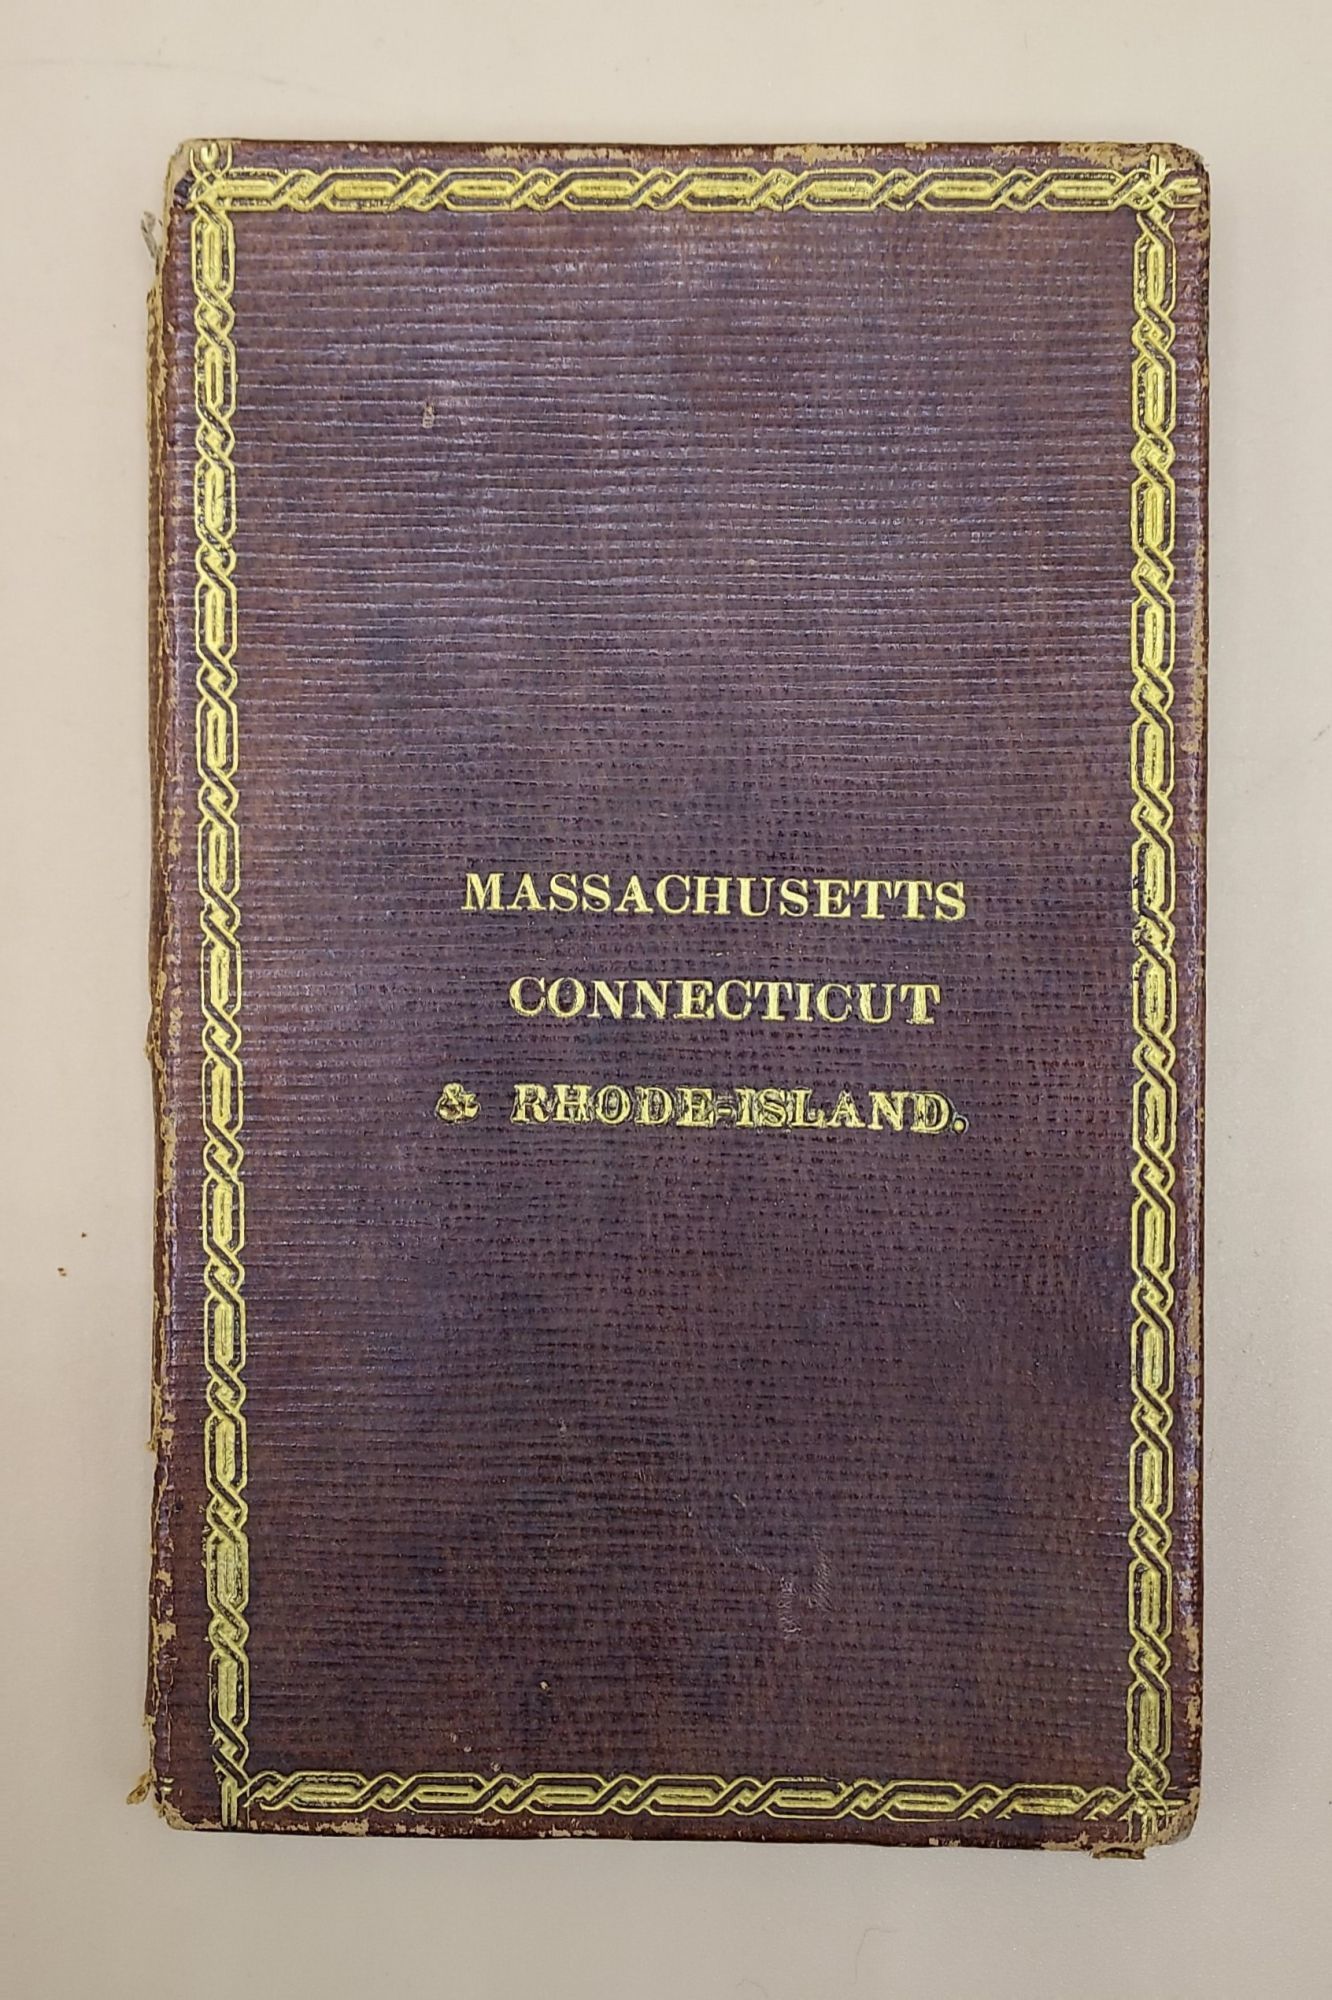 MASSACHUSETTS
CONNECTICUT
& RHODE-ISLAND.